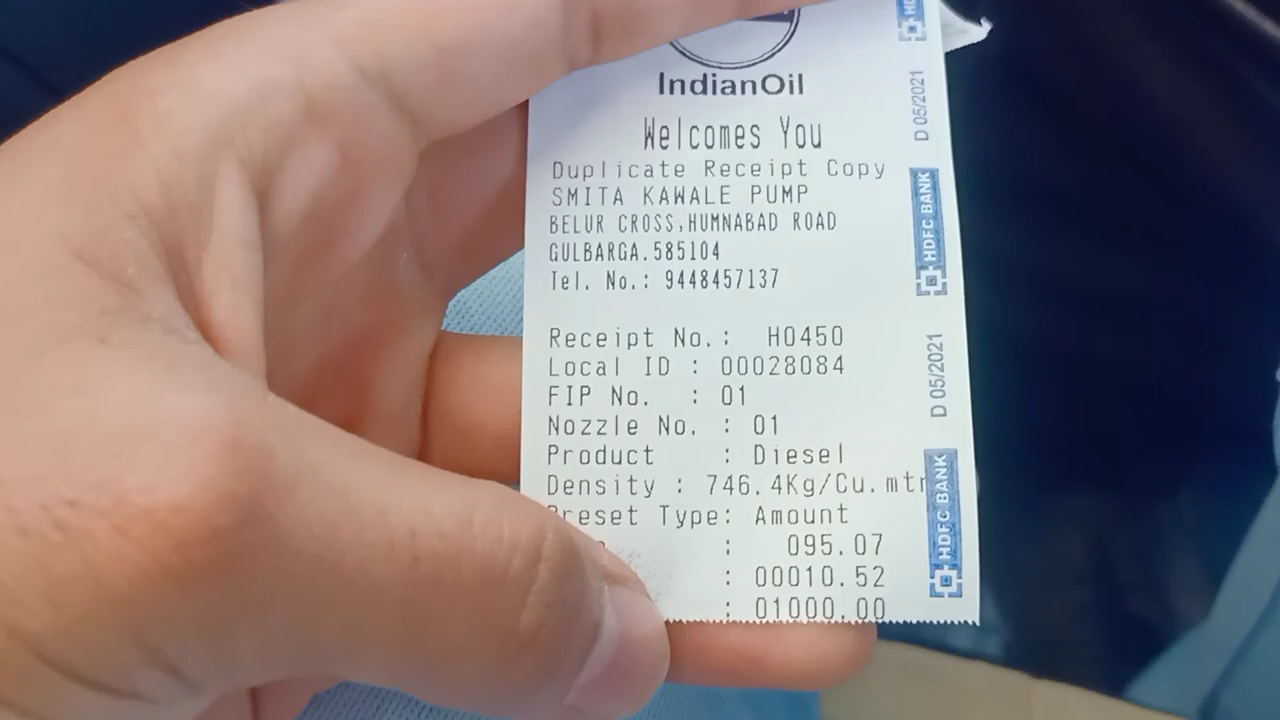 IndianOil
Welcomes You
Duplicate Receipt Copy
SMITA KAWALE PUMP
BELUR CROSS,HUMNABAD ROAD
GULBARGA.585104
Tel. No.: 9448457137
Receipt No.: H0450
Local ID : 00028084
FIP No. : 01
Nozzle No. : 01
Product : Diesel
Density : 746.4Kg/Cu.mtr
Preset Type: Amount
: 095.07
: 00010.52
: 01000.00
HD
D 05/2021
HDFC BANK
D 05/2021
HDFC BANK